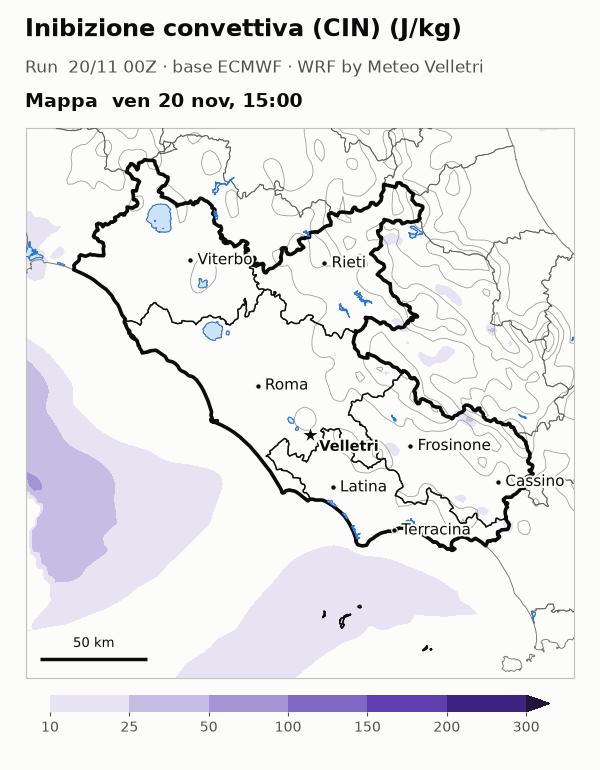 Inibizione convettiva (CIN) (J/kg)
Run  20/11 00Z · base ECMWF · WRF by Meteo Velletri
Mappa  ven 20 nov, 15:00
Viterbo
Rieti
Roma
Velletri
Frosinone
Latina
Cassino
Terracina
50 km
10 25 50 100 150 200 300